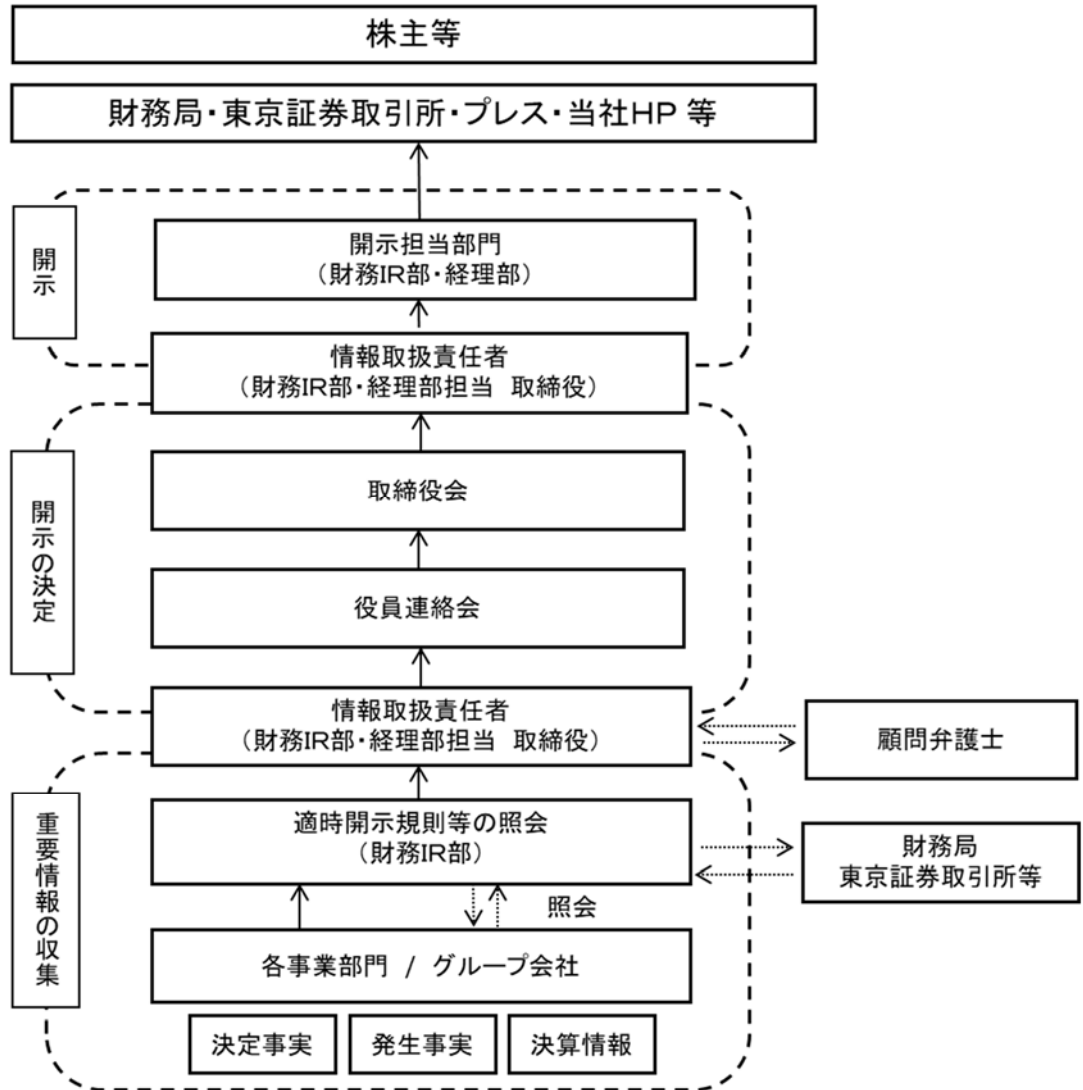 株主等
財務局・東京証券取引所・プレス・当社HP 等
開示
開示担当部門
（財務IR部・経理部）
情報取扱責任者
（財務IR部・経理部担当　取締役）
開示の決定
取締役会
役員連絡会
情報取扱責任者
（財務IR部・経理部担当　取締役）
顧問弁護士
重要情報の収集
適時開示規則等の照会
（財務IR部）
財務局
東京証券取引所等
照会
各事業部門 / グループ会社
決定事実
発生事実
決算情報